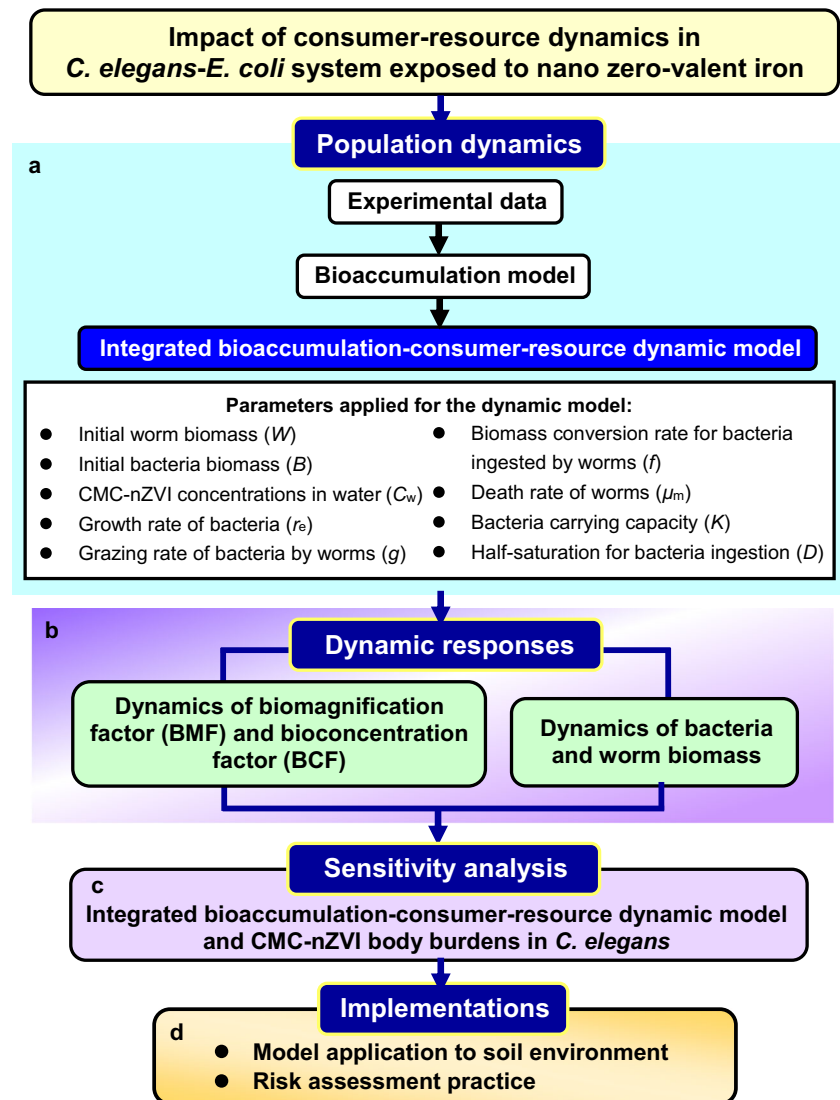 Impact of consumer-resource dynamics in
C. elegans-E. coli system exposed to nano zero-valent iron
Population dynamics
a
Experimental data
Bioaccumulation model
Integrated bioaccumulation-consumer-resource dynamic model
Parameters applied for the dynamic model:
● Initial worm biomass (W)
● Initial bacteria biomass (B)
● CMC-nZVI concentrations in water (Cw)
● Growth rate of bacteria (re)
● Grazing rate of bacteria by worms (g)
● Biomass conversion rate for bacteria
ingested by worms (f)
● Death rate of worms (μm)
● Bacteria carrying capacity (K)
● Half-saturation for bacteria ingestion (D)
b
Dynamic responses
Dynamics of biomagnification
factor (BMF) and bioconcentration
factor (BCF)
Dynamics of bacteria
and worm biomass
Sensitivity analysis
c
Integrated bioaccumulation-consumer-resource dynamic model
and CMC-nZVI body burdens in C. elegans
Implementations
d
● Model application to soil environment
● Risk assessment practice